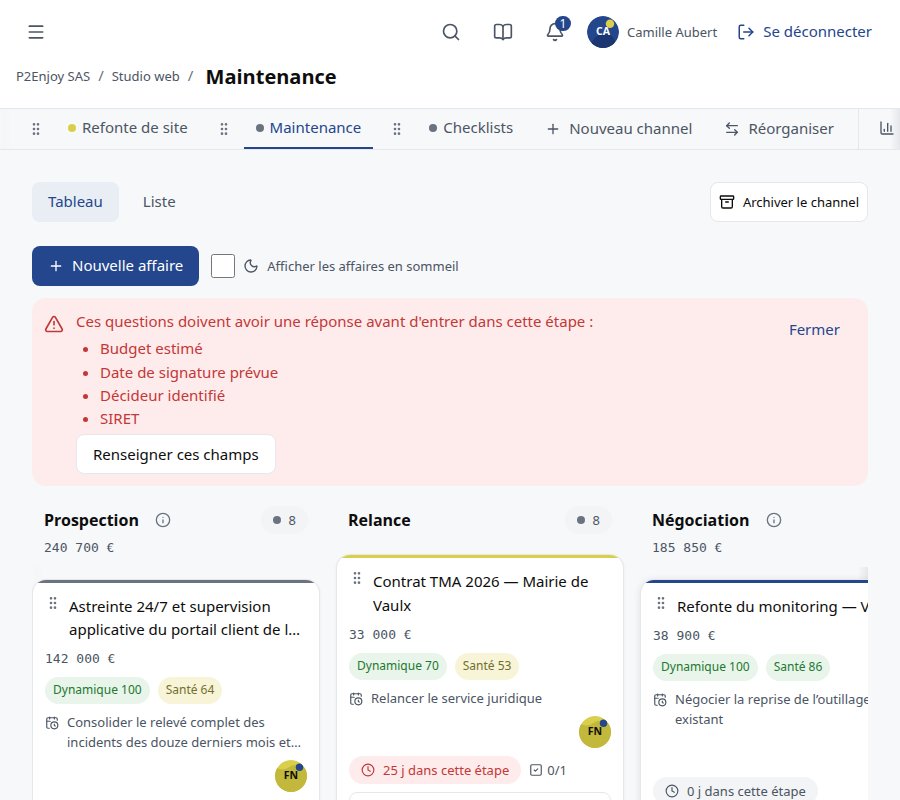 1
CA
Camille Aubert
Se déconnecter
P2Enjoy SAS / Studio web / Maintenance
Refonte de site
Maintenance
Checklists
Nouveau channel
Réorganiser
Tableau
Liste
Archiver le channel
Nouvelle affaire
Afficher les affaires en sommeil
Ces questions doivent avoir une réponse avant d'entrer dans cette étape :
Fermer
• Budget estimé
• Date de signature prévue
• Décideur identifié
• SIRET
Renseigner ces champs
Prospection
8
240 700 €
Astreinte 24/7 et supervision
applicative du portail client de l…
142 000 €
Dynamique 100
Santé 64
Consolider le relevé complet des
incidents des douze derniers mois et…
FN
Relance
8
Contrat TMA 2026 — Mairie de
Vaulx
33 000 €
Dynamique 70
Santé 53
Relancer le service juridique
FN
25 j dans cette étape
0/1
Négociation
185 850 €
Refonte du monitoring — V
38 900 €
Dynamique 100
Santé 86
Négocier la reprise de l’outillage
existant
0 j dans cette étape